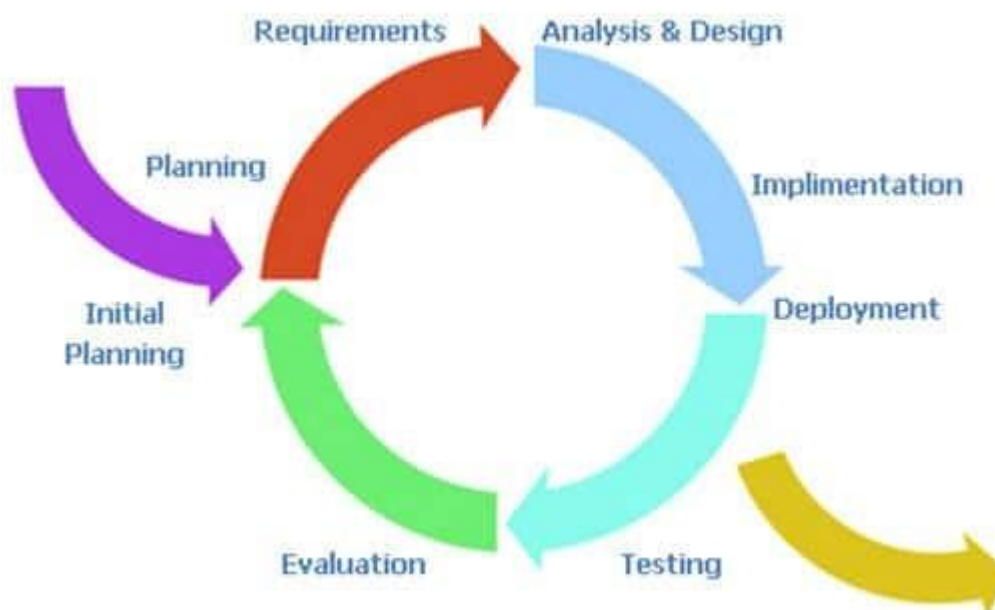 Requirements
Analysis & Design
Planning
Implimentation
Initial
Planning
Deployment
Evaluation
Testing